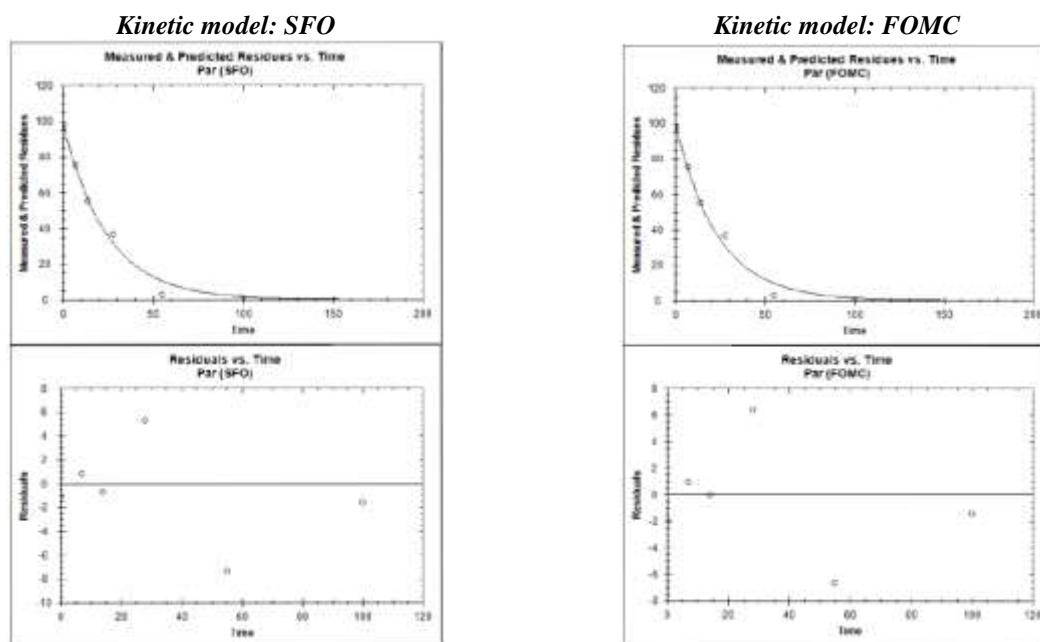 Kinetic model: SFO
Measured & Predicted Residues vs. Time
Par (SFO)
Measured & Predicted Residues
120
100
80
60
40
20
0
0 50 100 150 200
Time
Residuals vs. Time
Par (SFO)
Residuals
8
6
4
2
0
-2
-4
-6
-8
-10
0 20 40 60 80 100 120
Time
Kinetic model: FOMC
Measured & Predicted Residues vs. Time
Par (FOMC)
Measured & Predicted Residues
120
100
80
60
40
20
0
0 50 100 150 200
Time
Residuals vs. Time
Par (FOMC)
Residuals
8
6
4
2
0
-2
-4
-6
-8
0 20 40 60 80 100 120
Time